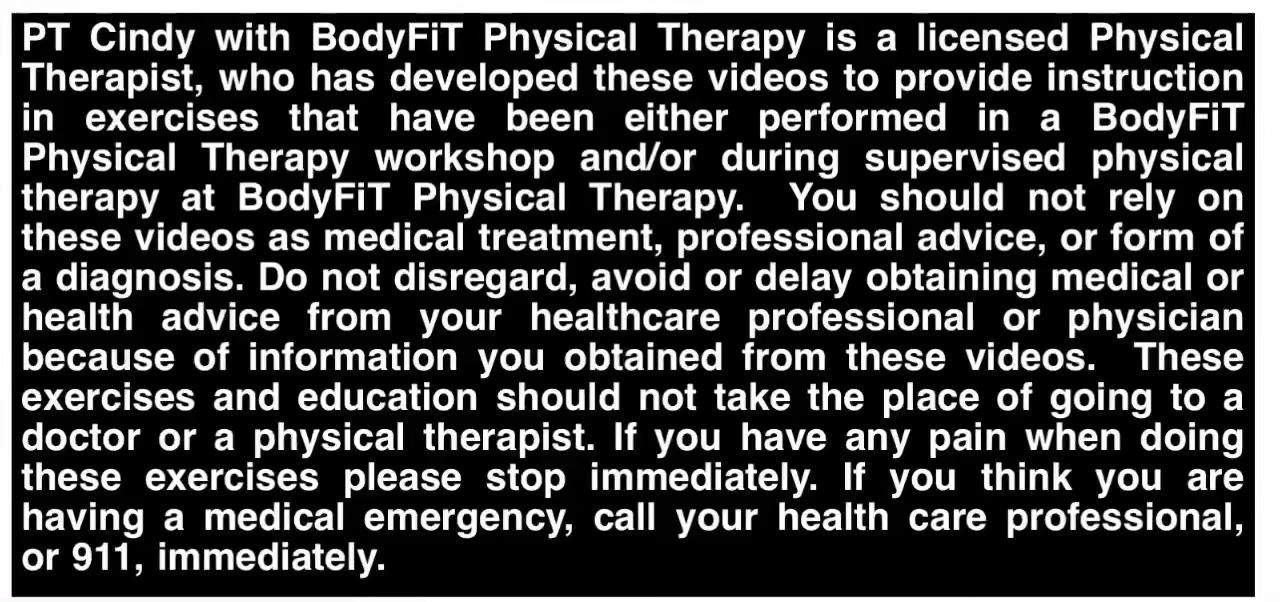 PT Cindy with BodyFiT Physical Therapy is a licensed Physical
Therapist, who has developed these videos to provide instruction
in exercises that have been either performed in a BodyFiT
Physical Therapy workshop and/or during supervised physical
therapy at BodyFiT Physical Therapy.  You should not rely on
these videos as medical treatment, professional advice, or form of
a diagnosis. Do not disregard, avoid or delay obtaining medical or
health advice from your healthcare professional or physician
because of information you obtained from these videos.  These
exercises and education should not take the place of going to a
doctor or a physical therapist. If you have any pain when doing
these exercises please stop immediately. If you think you are
having a medical emergency, call your health care professional,
or 911, immediately.